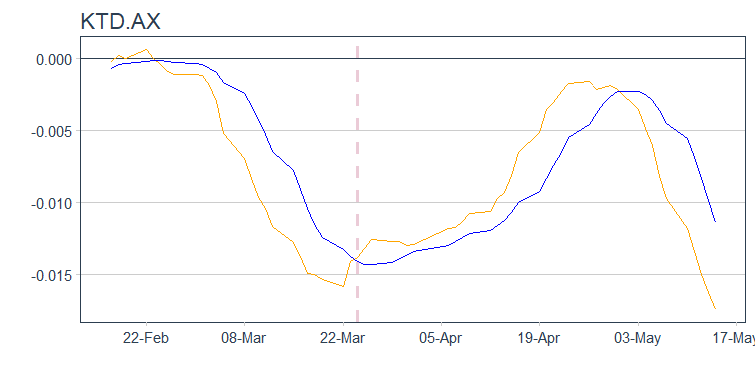 KTD.AX
0.000
-0.005
-0.010
-0.015
22-Feb
08-Mar
22-Mar
05-Apr
19-Apr
03-May
17-May